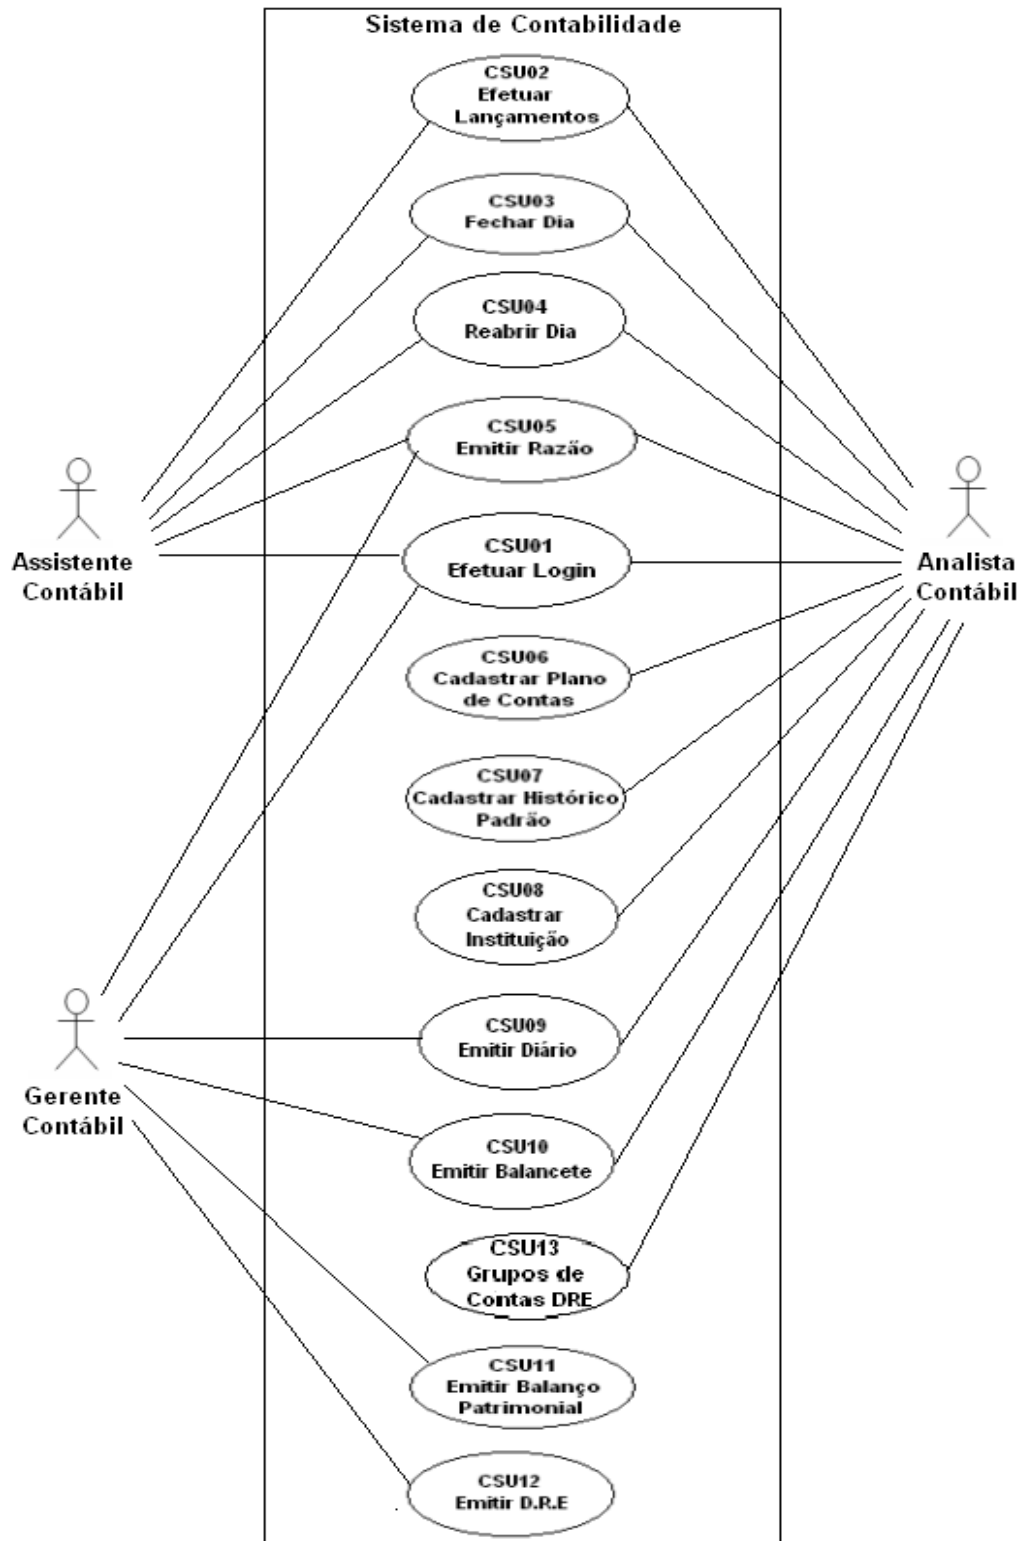 Sistema de Contabilidade
CSU02
Efetuar
Lançamentos
CSU03
Fechar Dia
CSU04
Reabrir Dia
CSU05
Emitir Razão
Assistente
Contábil
CSU01
Efetuar Login
Analista
Contábil
CSU06
Cadastrar Plano
de Contas
CSU07
Cadastrar Histórico
Padrão
CSU08
Cadastrar
Instituição
CSU09
Emitir Diário
Gerente
Contábil
CSU10
Emitir Balancete
CSU13
Grupos de
Contas DRE
CSU11
Emitir Balanço
Patrimonial
CSU12
Emitir D.R.E